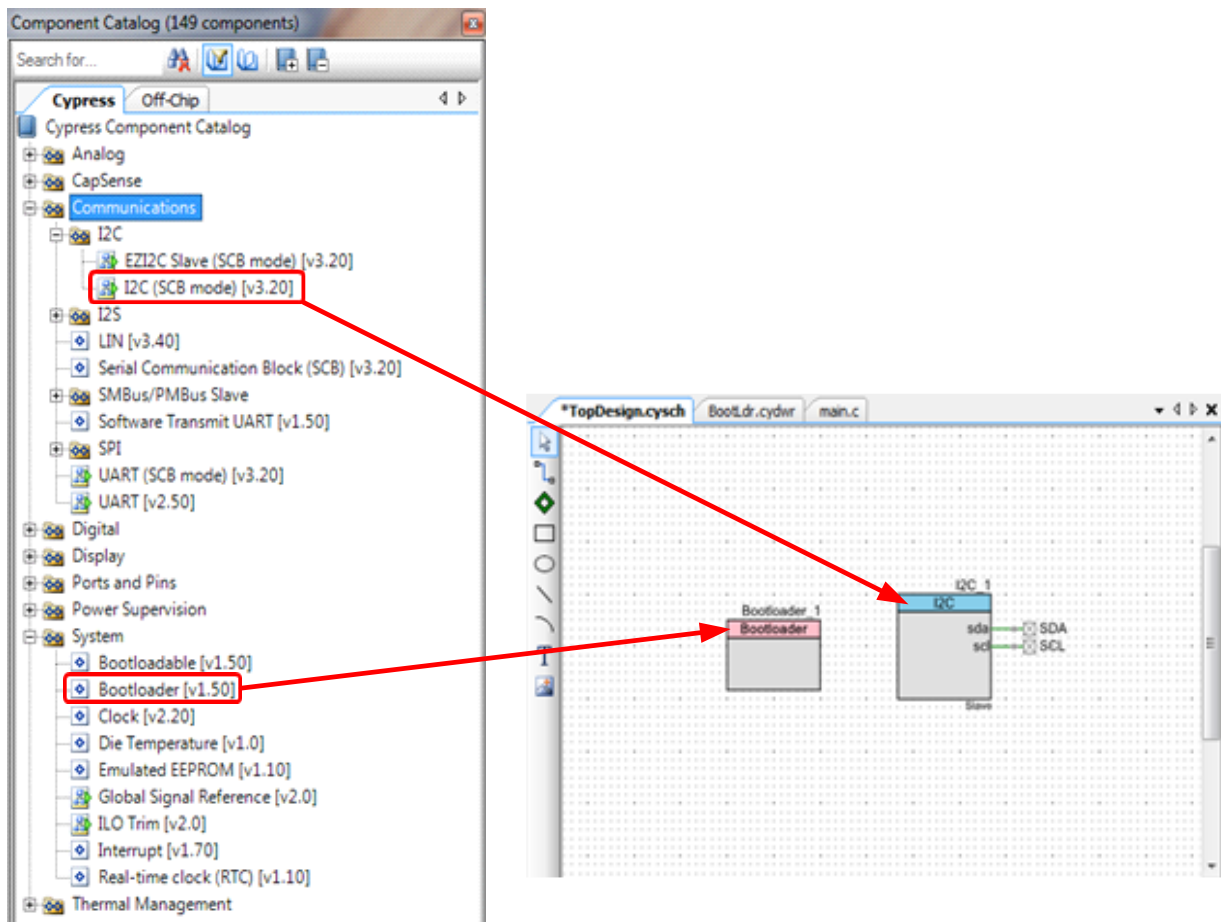 Component Catalog (149 components)
Search for...
Cypress Off-Chip
Cypress Component Catalog
Analog
CapSense
Communications
I2C
EZI2C Slave (SCB mode) [v3.20]
I2C (SCB mode) [v3.20]
I2S
LIN [v3.40]
Serial Communication Block (SCB) [v3.20]
SMBus/PMBus Slave
Software Transmit UART [v1.50]
SPI
UART (SCB mode) [v3.20]
UART [v2.50]
Digital
Display
Ports and Pins
Power Supervision
System
Bootloadable [v1.50]
Bootloader [v1.50]
Clock [v2.20]
Die Temperature [v1.0]
Emulated EEPROM [v1.10]
Global Signal Reference [v2.0]
ILO Trim [v2.0]
Interrupt [v1.70]
Real-time clock (RTC) [v1.10]
Thermal Management
*TopDesign.cysch BootLdr.cydwr main.c
T
Bootloader_1
Bootloader
I2C_1
I2C
sda SDA
scl SCL
Slave